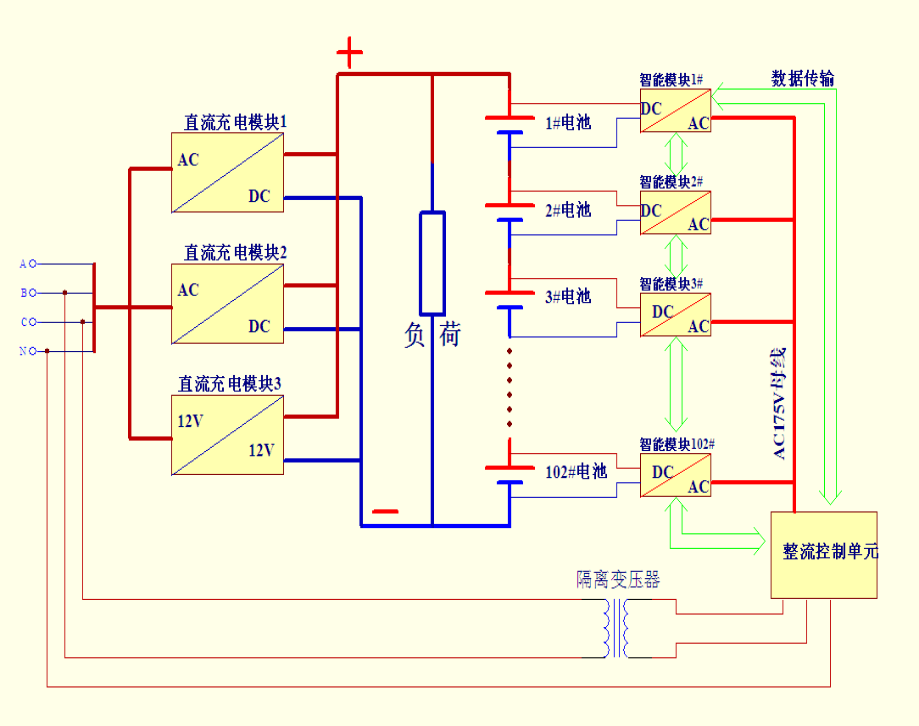 +
智能模块1#
数据传输
DC
AC
直流充电模块1
1#电池
AC
DC
智能模块2#
DC
AC
2#电池
直流充电模块2
A
B
C
N
AC
DC
智能模块3#
DC
AC
3#电池
负荷
AC175V母线
直流充电模块3
12V
12V
智能模块102#
DC
AC
102#电池
−
整流控制单元
隔离变压器